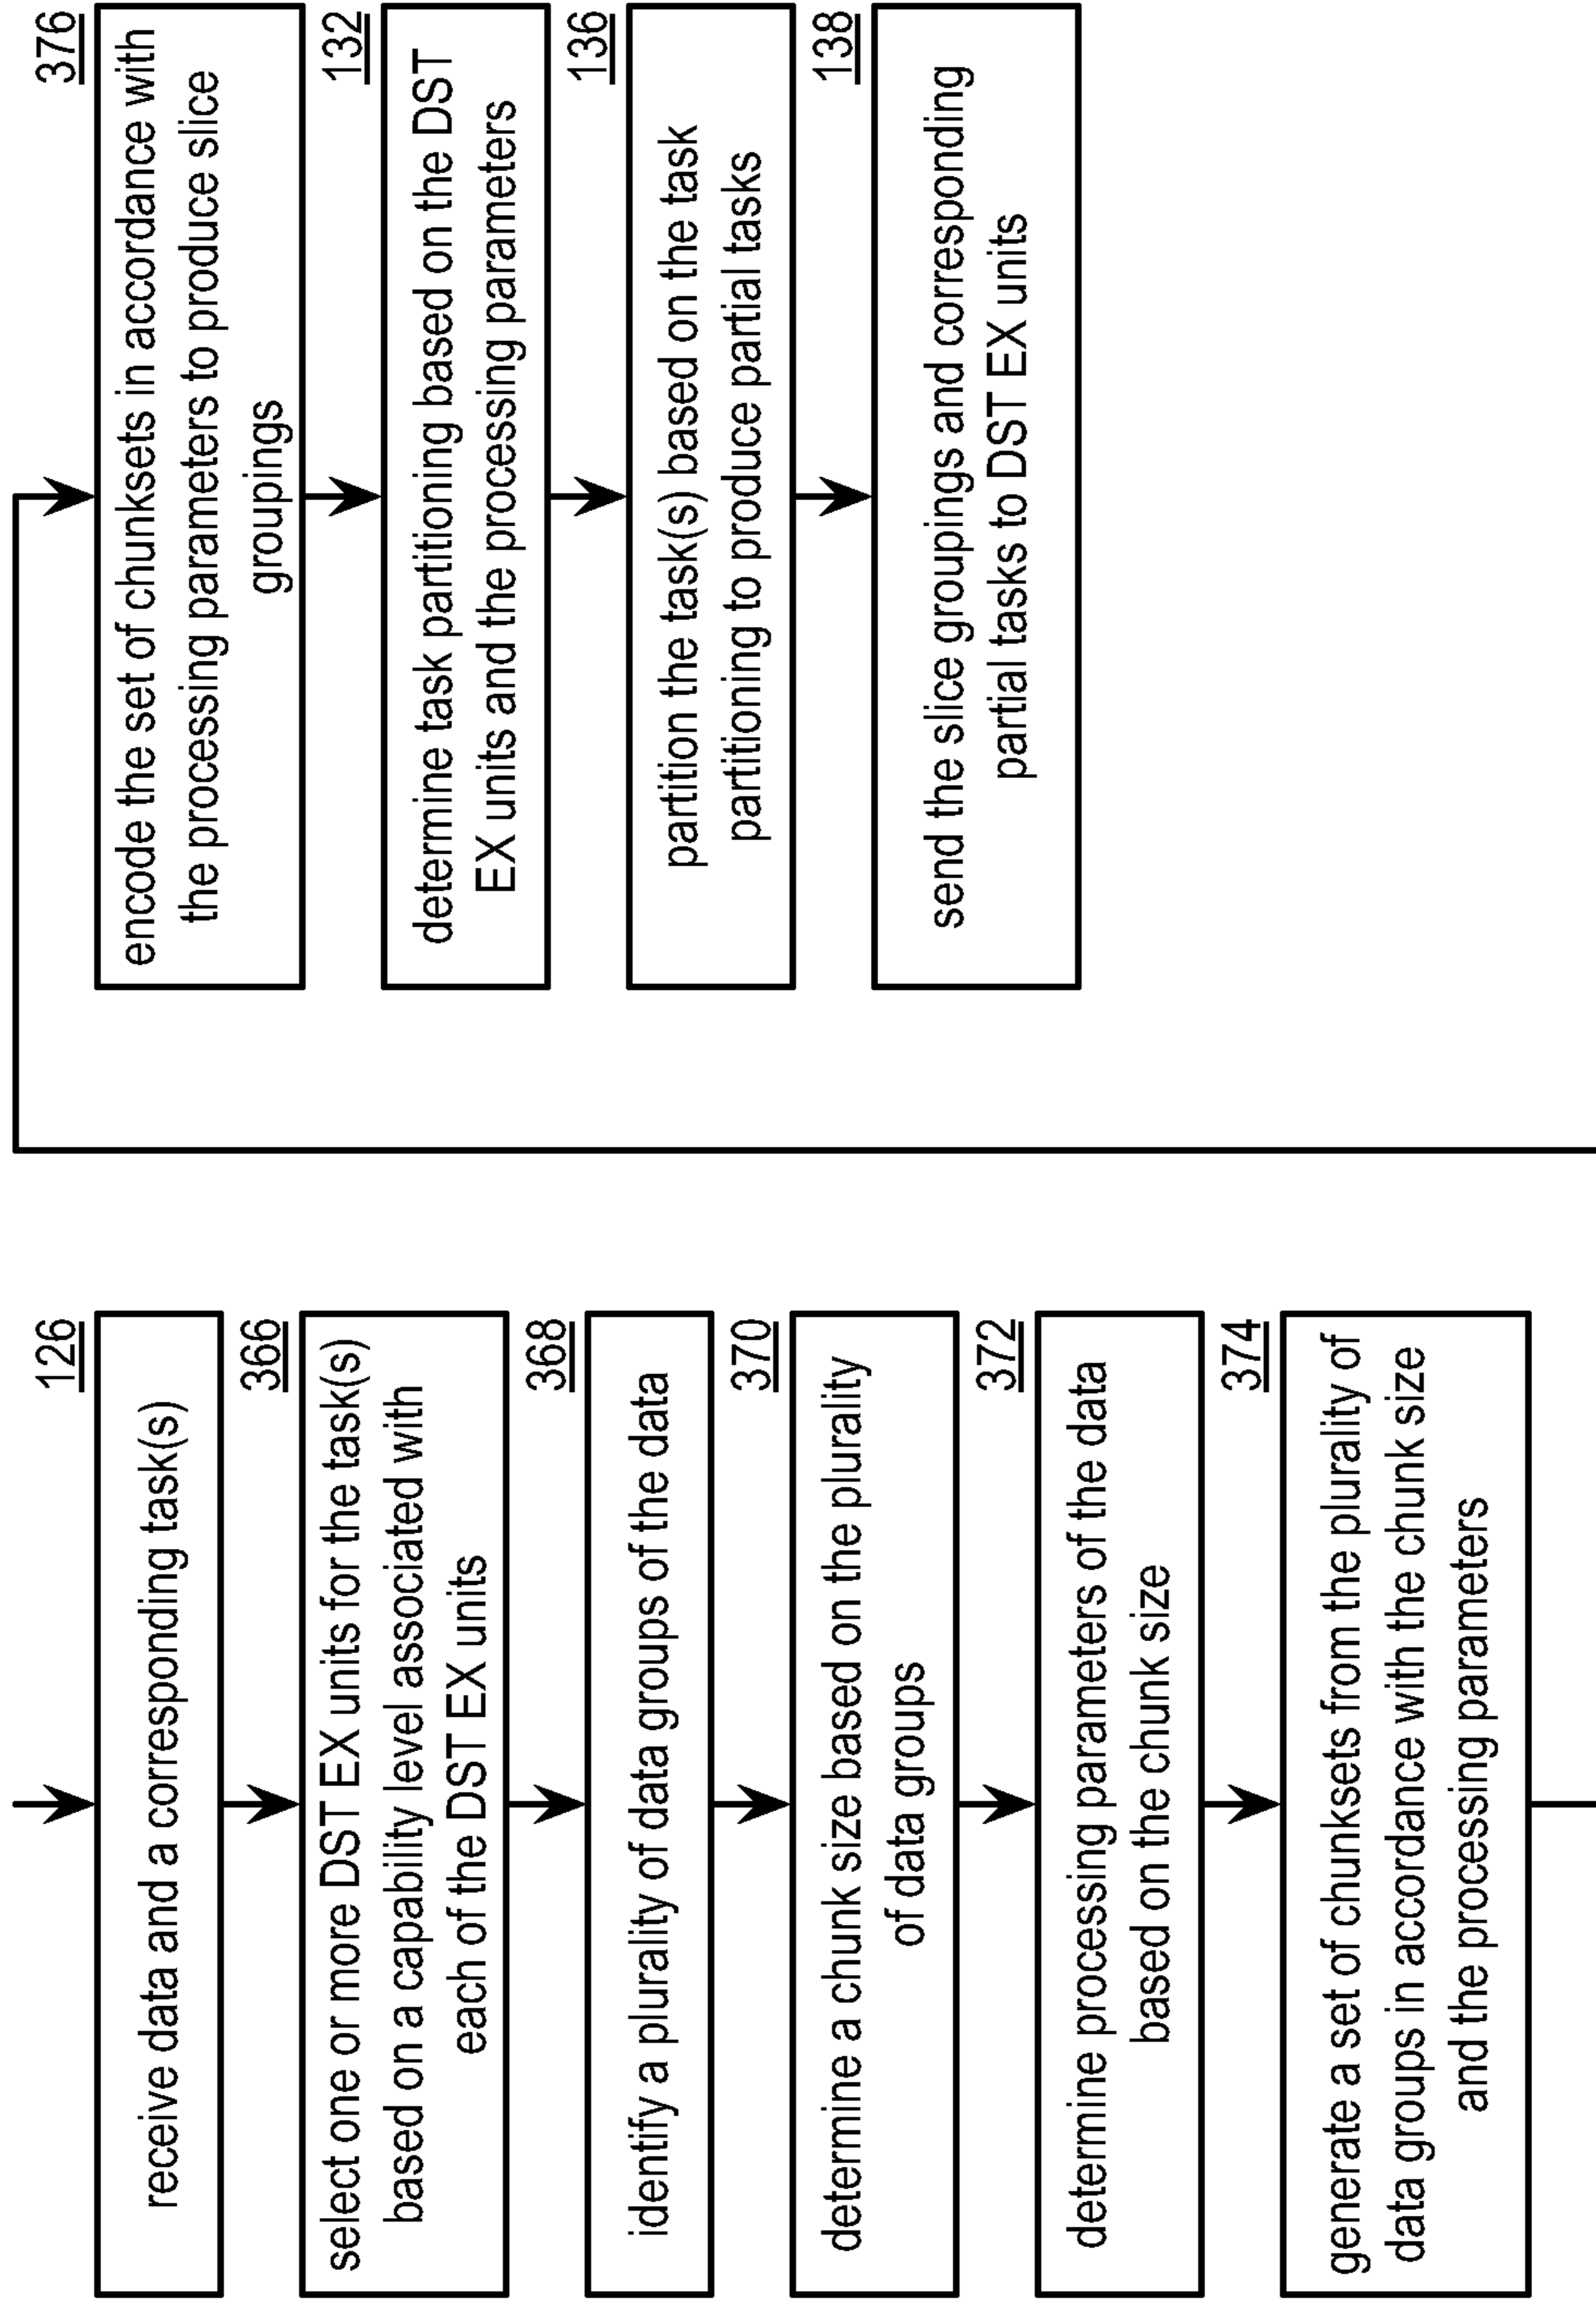 126
receive data and a corresponding task(s)
366
select one or more DST EX units for the task(s)
based on a capability level associated with
each of the DST EX units
368
identify a plurality of data groups of the data
370
determine a chunk size based on the plurality
of data groups
372
determine processing parameters of the data
based on the chunk size
374
generate a set of chunksets from the plurality of
data groups in accordance with the chunk size
and the processing parameters
376
encode the set of chunksets in accordance with
the processing parameters to produce slice
groupings
132
determine task partitioning based on the DST
EX units and the processing parameters
136
partition the task(s) based on the task
partitioning to produce partial tasks
138
send the slice groupings and corresponding
partial tasks to DST EX units